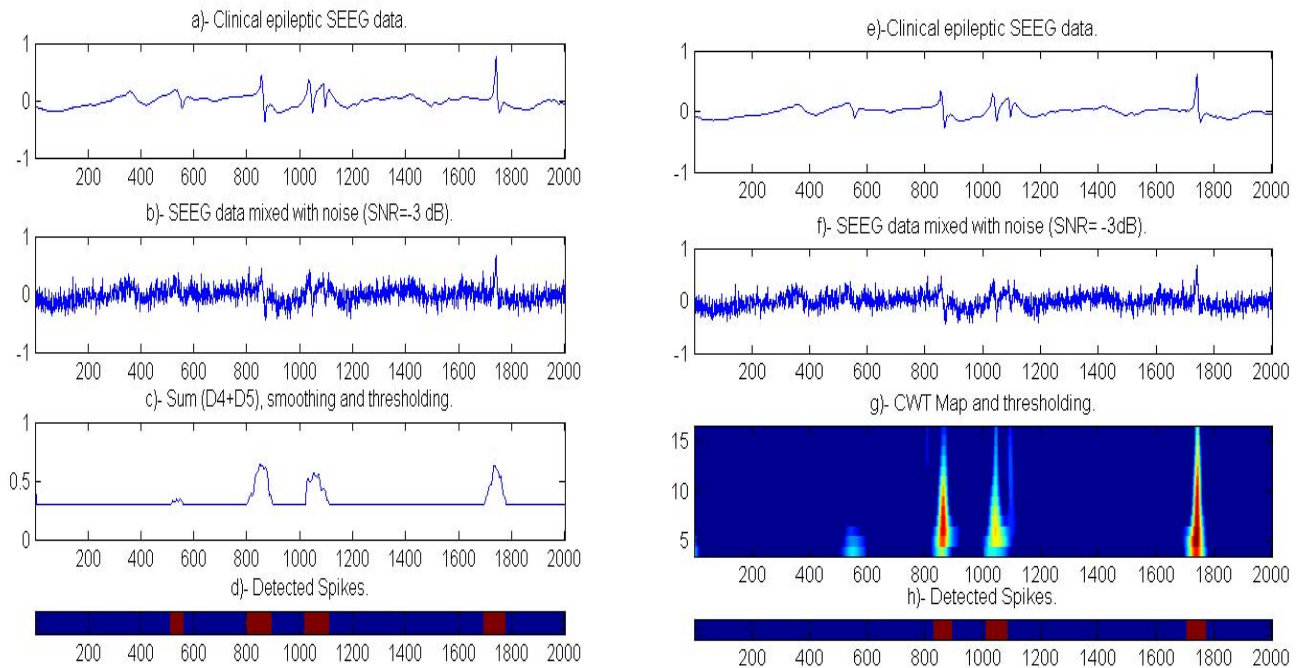 a)- Clinical epileptic SEEG data.
1
0
-1
200 400 600 800 1000 1200 1400 1600 1800 2000
b)- SEEG data mixed with noise (SNR=-3 dB).
1
0
-1
200 400 600 800 1000 1200 1400 1600 1800 2000
c)- Sum (D4+D5), smoothing and thresholding.
1
0.5
0
200 400 600 800 1000 1200 1400 1600 1800 2000
d)- Detected Spikes.
200 400 600 800 1000 1200 1400 1600 1800 2000
e)-Clinical epileptic SEEG data.
1
0
-1
200 400 600 800 1000 1200 1400 1600 1800 2000
f)- SEEG data mixed with noise (SNR= -3dB).
1
0
-1
200 400 600 800 1000 1200 1400 1600 1800 2000
g)- CWT Map and thresholding.
15
10
5
200 400 600 800 1000 1200 1400 1600 1800 2000
h)- Detected Spikes.
200 400 600 800 1000 1200 1400 1600 1800 2000